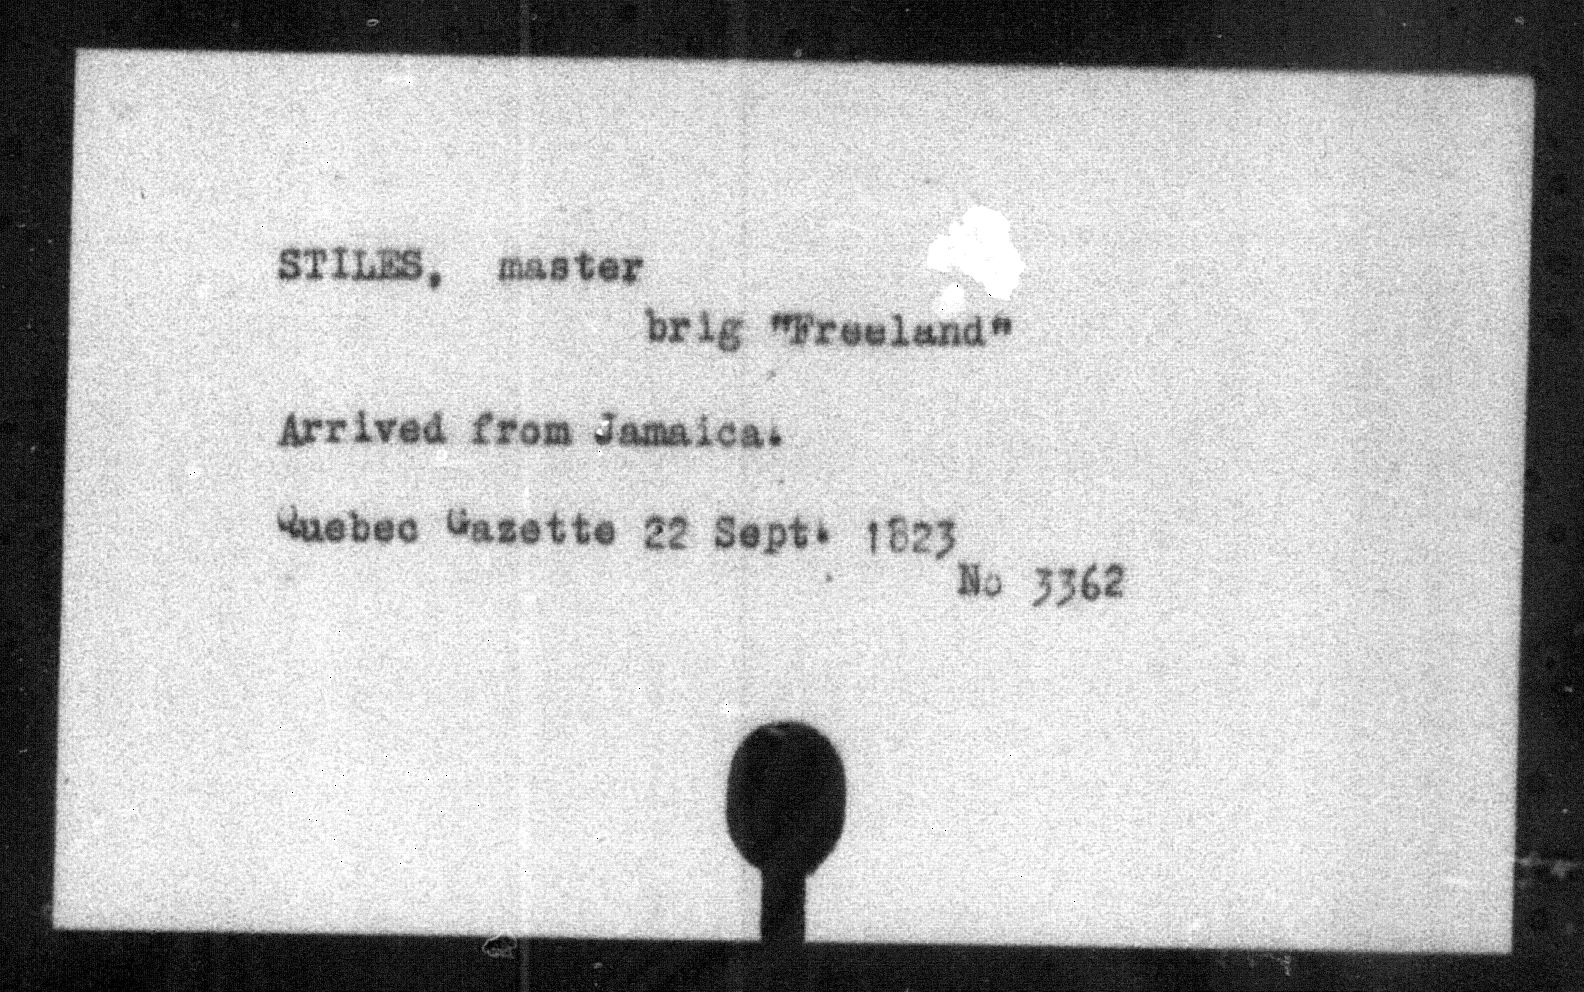 STILES, master
brig "Freeland"
Arrived from Jamaica.
Quebec Gazette 22 Sept. 1823
No 3362